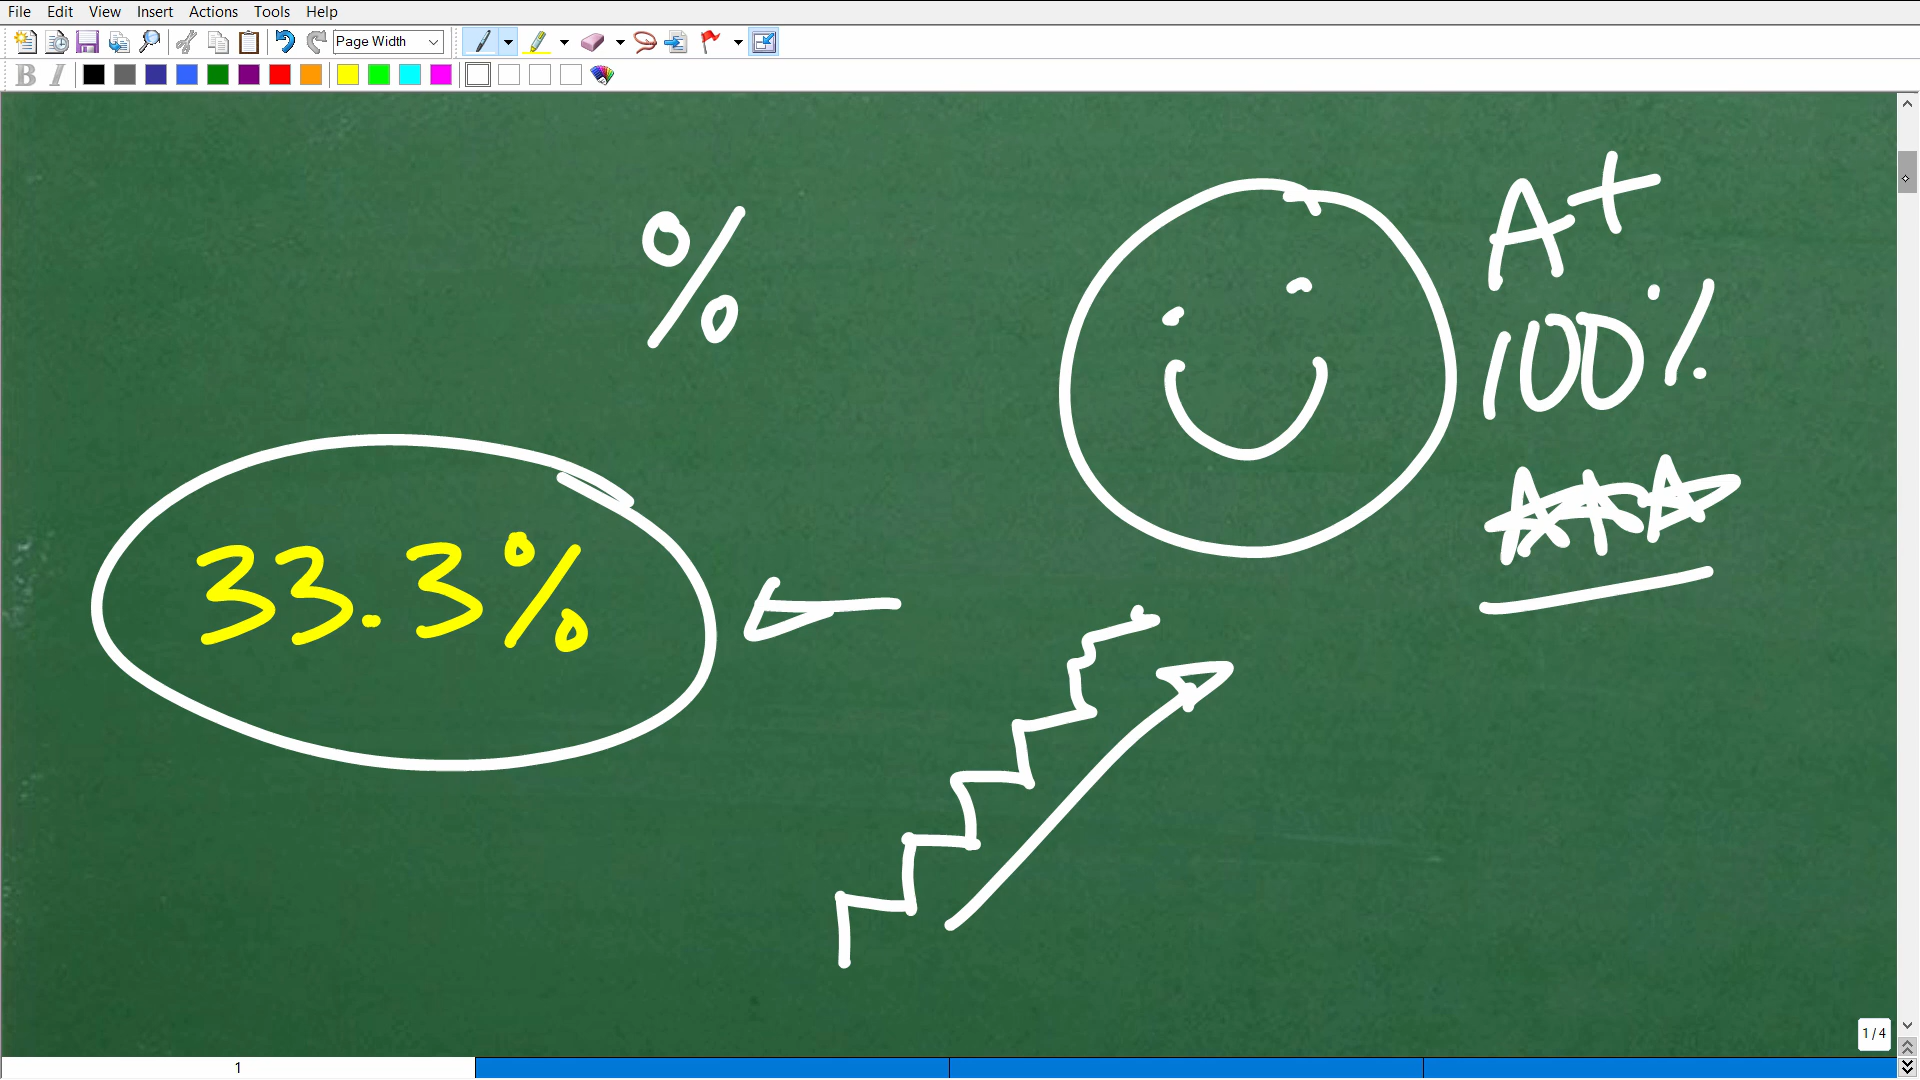 File Edit View Insert Actions Tools Help
Page Width
B I
%
A+
100%
33.3%
1/4
1